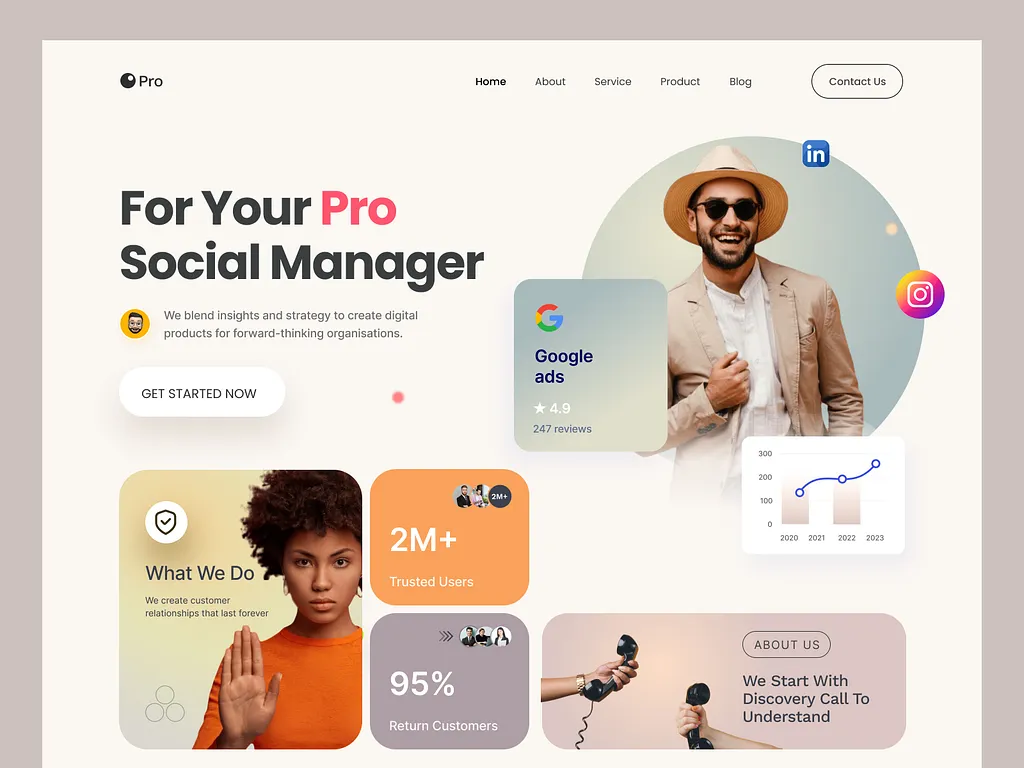 Pro
Home
About
Service
Product
Blog
Contact Us
For Your Pro
Social Manager
We blend insights and strategy to create digital
products for forward-thinking organisations.
GET STARTED NOW
in
Google
ads
★ 4.9
247 reviews
300
200
100
0
2020
2021
2022
2023
What We Do
We create customer
relationships that last forever
2M+
2M+
Trusted Users
95%
Return Customers
ABOUT US
We Start With
Discovery Call To
Understand